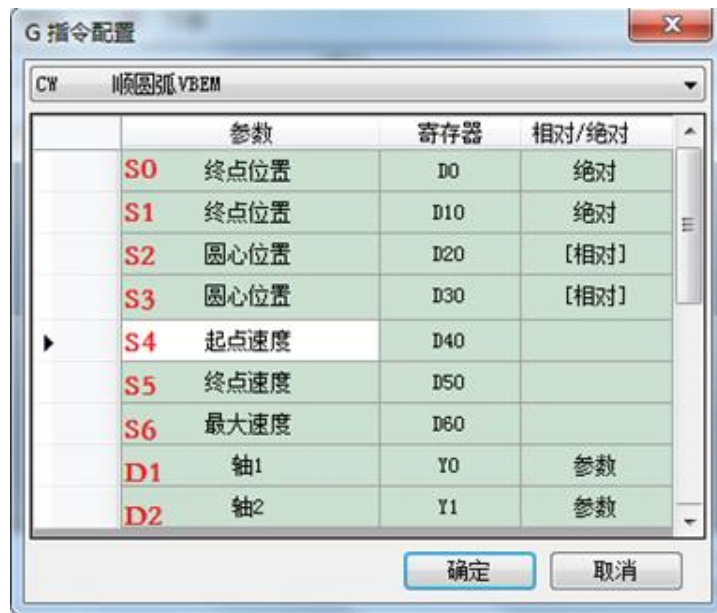 G 指令配置
CW 顺圆弧VBEM
参数 寄存器 相对/绝对
S0 终点位置 D0 绝对
S1 终点位置 D10 绝对
S2 圆心位置 D20 [相对]
S3 圆心位置 D30 [相对]
S4 起点速度 D40
S5 终点速度 D50
S6 最大速度 D60
D1 轴1 Y0 参数
D2 轴2 Y1 参数
确定 取消